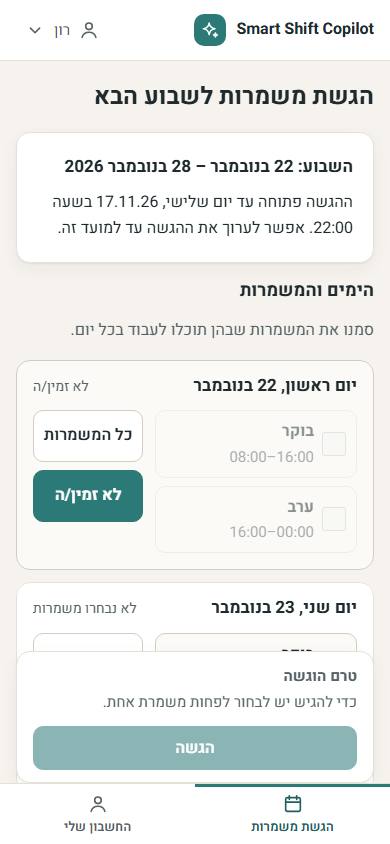 Smart Shift Copilot
רון
הגשת משמרות לשבוע הבא
השבוע: 22 בנובמבר – 28 בנובמבר 2026
ההגשה פתוחה עד יום שלישי, 17.11.26 בשעה
22:00. אפשר לערוך את ההגשה עד למועד זה.
הימים והמשמרות
סמנו את המשמרות שבהן תוכלו לעבוד בכל יום.
יום ראשון, 22 בנובמבר
לא זמין/ה
בוקר
08:00–16:00
כל המשמרות
ערב
16:00–00:00
לא זמין/ה
יום שני, 23 בנובמבר
לא נבחרו משמרות
טרם הוגשה
כדי להגיש יש לבחור לפחות משמרת אחת.
הגשה
הגשת משמרות
החשבון שלי